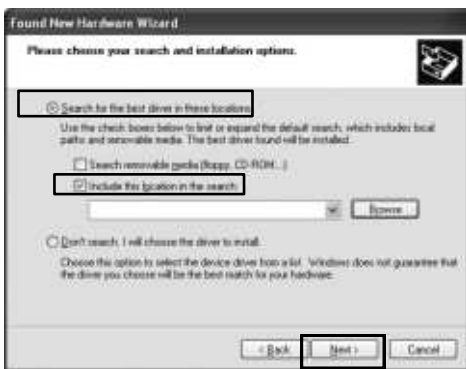 Found New Hardware Wizard
Please choose your search and installation options.
Search for the best driver in these locations.
Use the check boxes below to limit or expand the default search, which includes local
paths and removable media. The best driver found will be installed.
Search removable media (floppy, CD-ROM...)
Include this location in the search:
Browse
Don't search. I will choose the driver to install.
Choose this option to select the device driver from a list. Windows does not guarantee that
the driver you choose will be the best match for your hardware.
< Back
Next >
Cancel